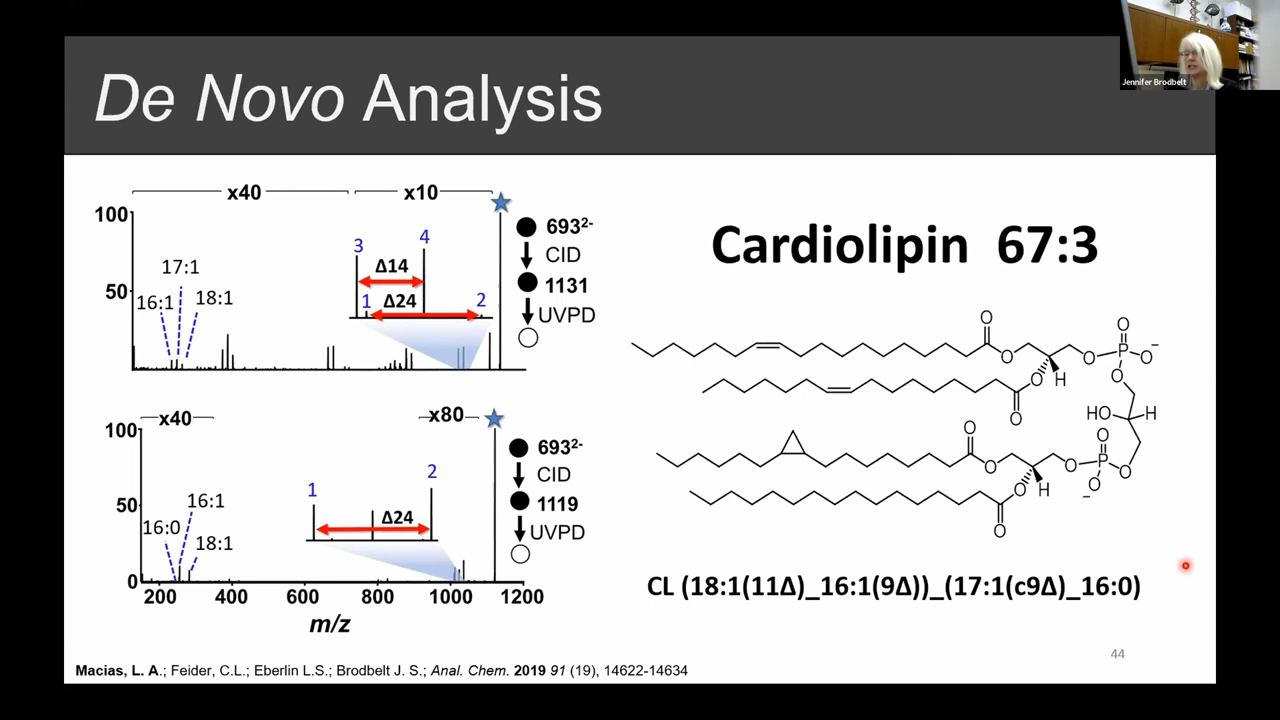 Jennifer Brodbelt
De Novo Analysis
x40
x10
100
50
16:1
17:1
18:1
3
4
Δ14
1
Δ24
2
693²⁻
CID
1131
UVPD
x40
x80
100
50
0
16:0
16:1
18:1
1
2
Δ24
693²⁻
CID
1119
UVPD
200 400 600 800 1000 1200
m/z
Cardiolipin 67:3
O
O
O
O
H
O
P
O
O⁻
O
HO
H
O
O
O
O
H
O
P
O
O
O⁻
CL (18:1(11Δ)_16:1(9Δ))_(17:1(c9Δ)_16:0)
44
Macias, L. A.; Feider, C.L.; Eberlin L.S.; Brodbelt J. S.; Anal. Chem. 2019 91 (19), 14622-14634